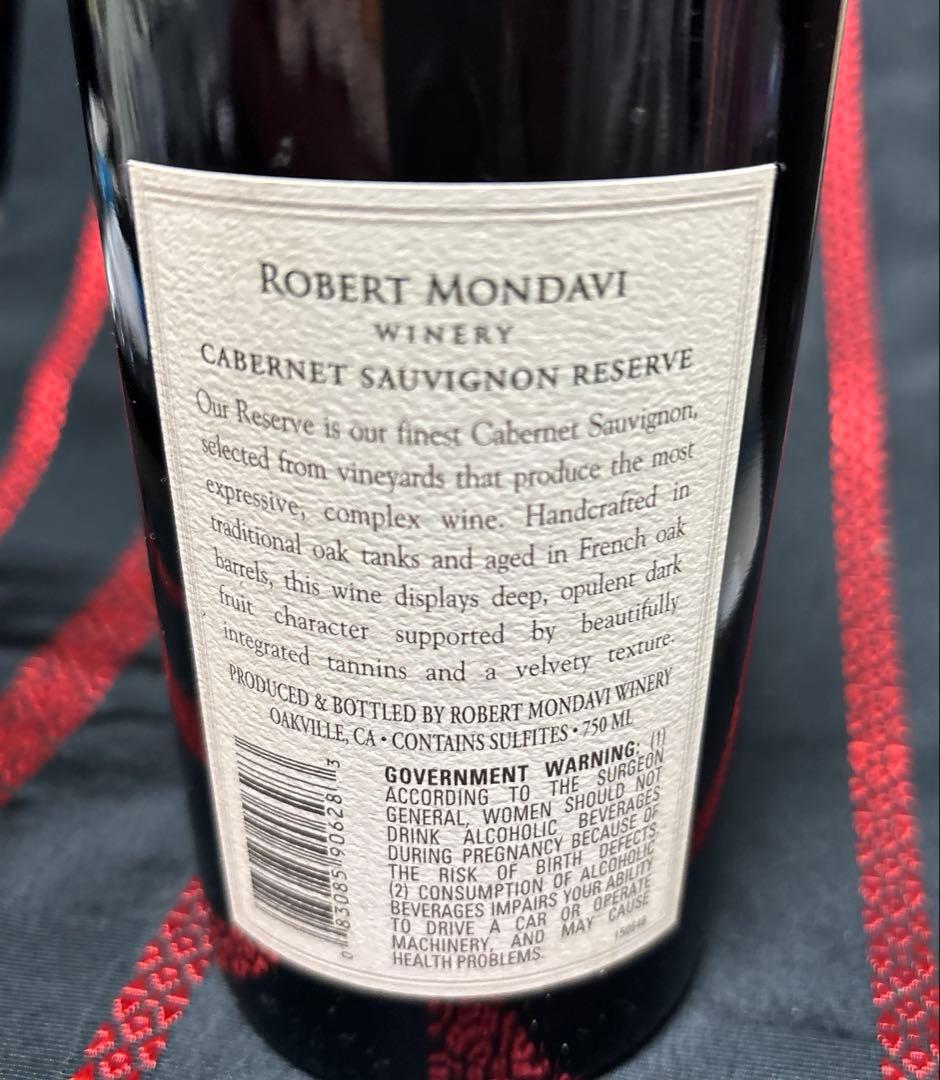 ROBERT MONDAVI
WINERY
CABERNET SAUVIGNON RESERVE
Our Reserve is our finest Cabernet Sauvignon,
selected from vineyards that produce the most
expressive, complex wine. Handcrafted in
traditional oak tanks and aged in French oak
barrels, this wine displays deep, opulent dark
fruit character supported by beautifully
integrated tannins and a velvety texture.
PRODUCED & BOTTLED BY ROBERT MONDAVI WINERY
OAKVILLE, CA • CONTAINS SULFITES • 750 ML
GOVERNMENT WARNING: (1)
ACCORDING TO THE SURGEON
GENERAL, WOMEN SHOULD NOT
DRINK ALCOHOLIC BEVERAGES
DURING PREGNANCY BECAUSE OF
THE RISK OF BIRTH DEFECTS.
(2) CONSUMPTION OF ALCOHOLIC
BEVERAGES IMPAIRS YOUR ABILITY
TO DRIVE A CAR OR OPERATE
MACHINERY, AND MAY CAUSE
HEALTH PROBLEMS.
0 83085 90628 3